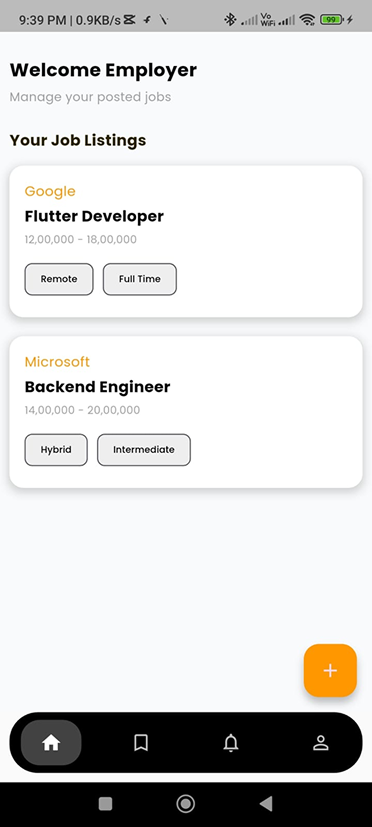 9:39 PM | 0.9KB/s
Vo
WiFi
99
Welcome Employer
Manage your posted jobs
Your Job Listings
Google
Flutter Developer
12,00,000 - 18,00,000
Remote
Full Time
Microsoft
Backend Engineer
14,00,000 - 20,00,000
Hybrid
Intermediate